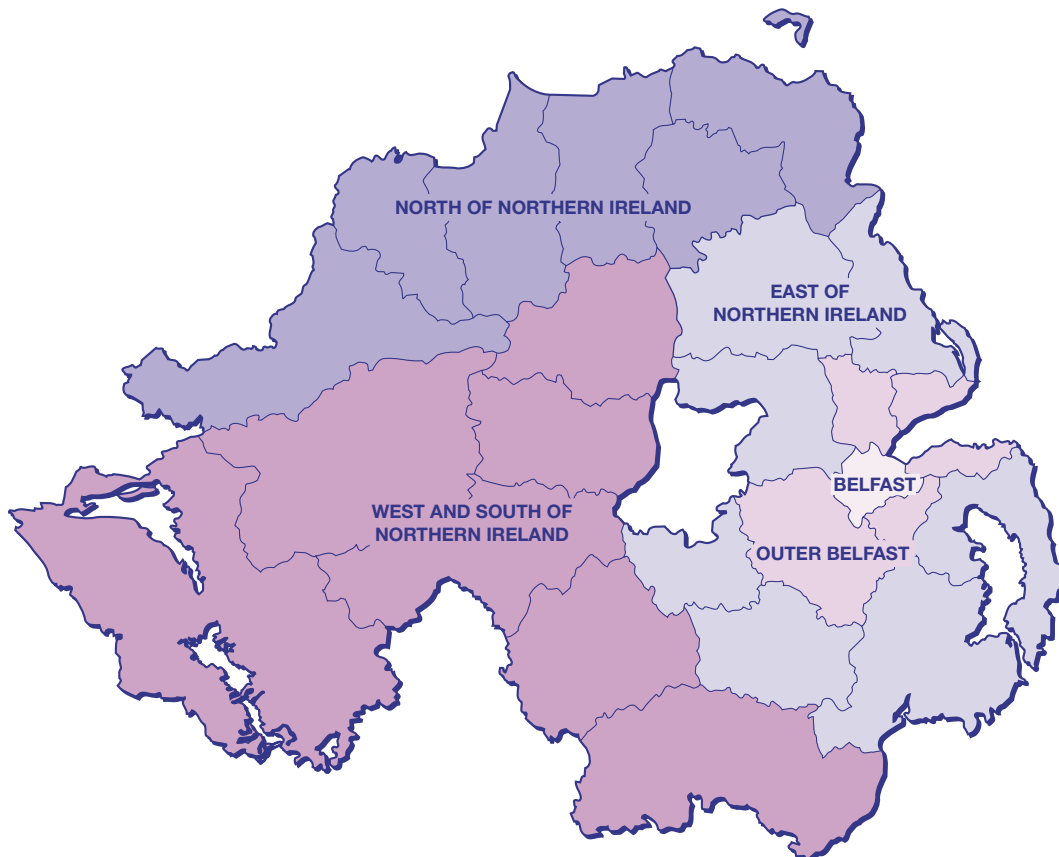 NORTH OF NORTHERN IRELAND
EAST OF
NORTHERN IRELAND
BELFAST
WEST AND SOUTH OF
NORTHERN IRELAND
OUTER BELFAST